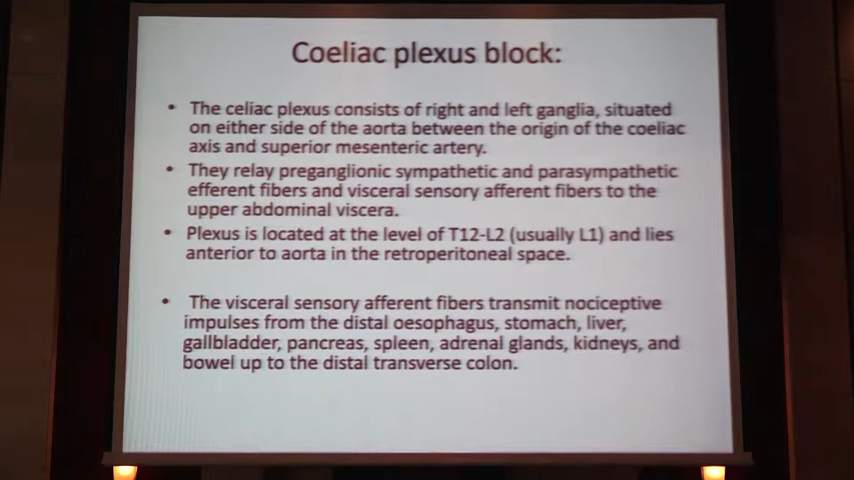 Coeliac plexus block:
• The celiac plexus consists of right and left ganglia, situated
on either side of the aorta between the origin of the coeliac
axis and superior mesenteric artery.
• They relay preganglionic sympathetic and parasympathetic
efferent fibers and visceral sensory afferent fibers to the
upper abdominal viscera.
• Plexus is located at the level of T12-L2 (usually L1) and lies
anterior to aorta in the retroperitoneal space.
• The visceral sensory afferent fibers transmit nociceptive
impulses from the distal oesophagus, stomach, liver,
gallbladder, pancreas, spleen, adrenal glands, kidneys, and
bowel up to the distal transverse colon.